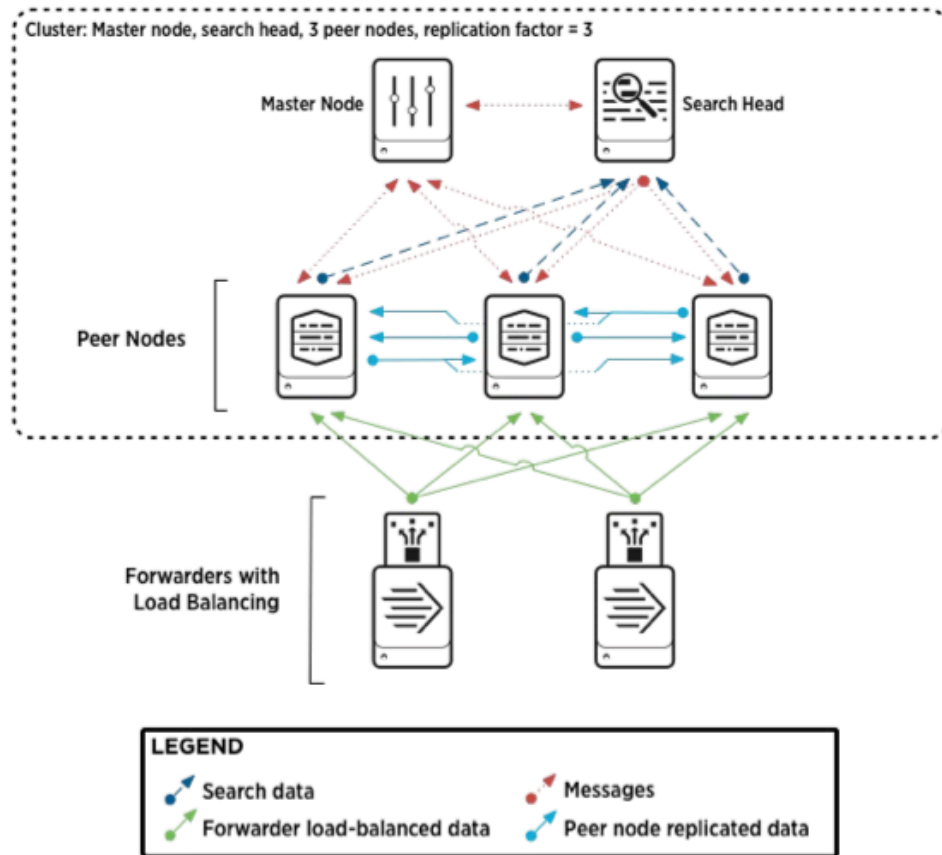 Cluster: Master node, search head, 3 peer nodes, replication factor = 3
Master Node
Search Head
Peer Nodes
Forwarders with
Load Balancing
LEGEND
Search data
Messages
Forwarder load-balanced data
Peer node replicated data